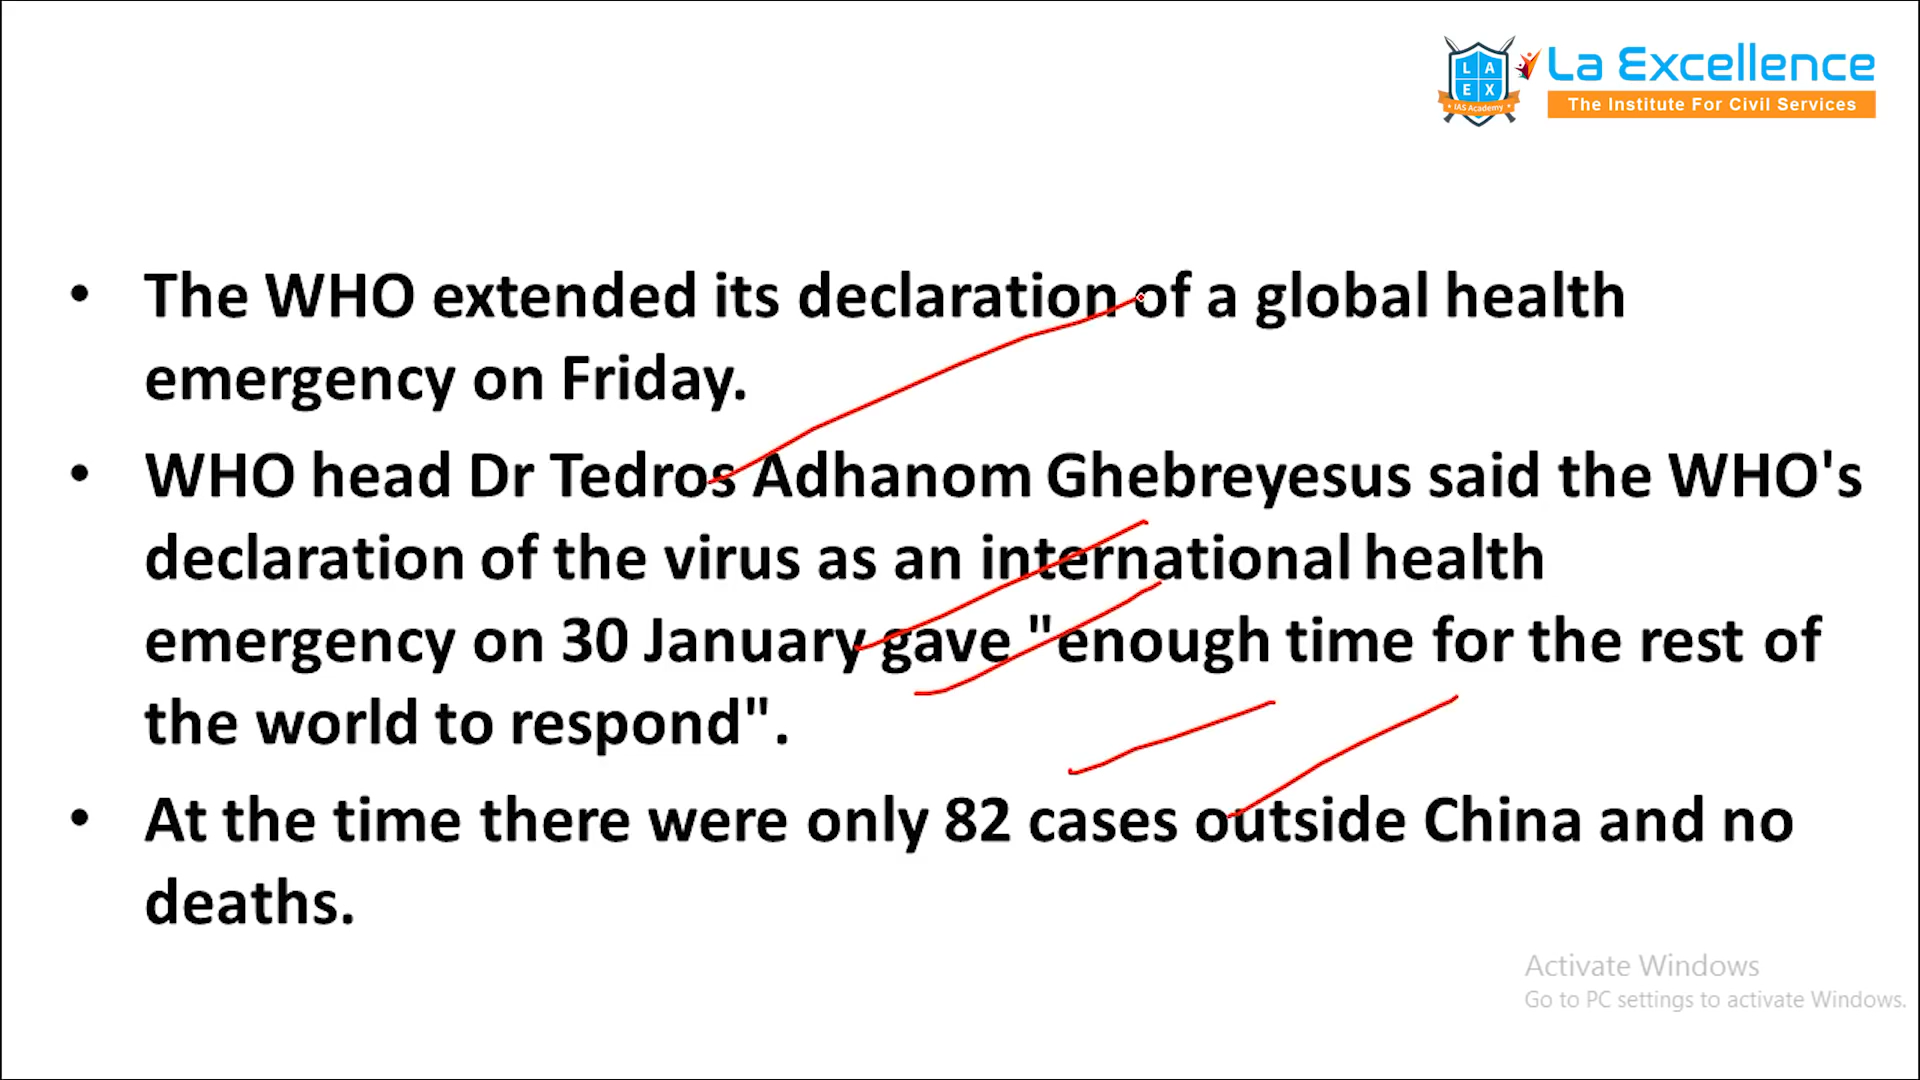 LA
EX
IAS Academy
La Excellence
The Institute For Civil Services
• The WHO extended its declaration of a global health
emergency on Friday.
• WHO head Dr Tedros Adhanom Ghebreyesus said the WHO's
declaration of the virus as an international health
emergency on 30 January gave "enough time for the rest of
the world to respond".
• At the time there were only 82 cases outside China and no
deaths.
Activate Windows
Go to PC settings to activate Windows.